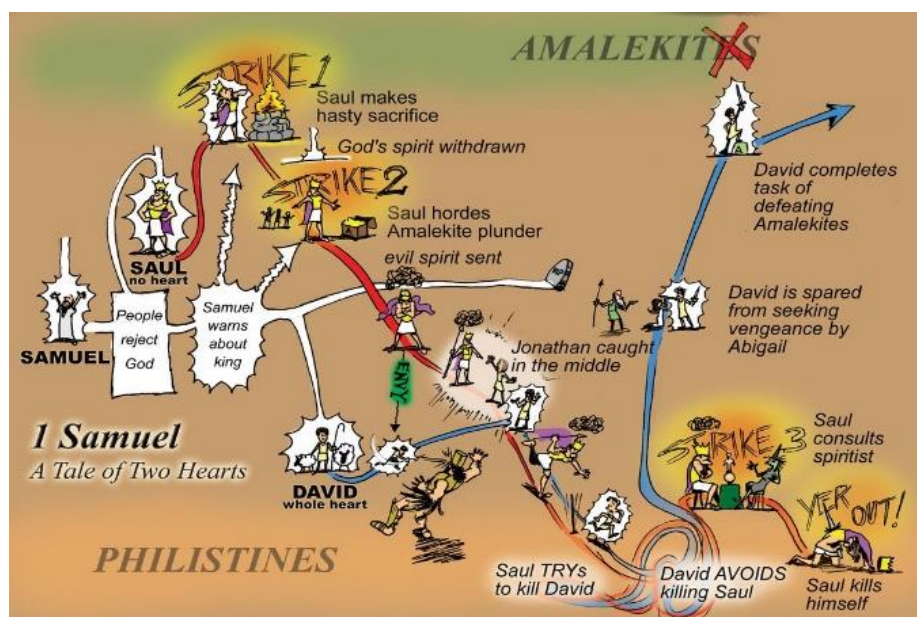 AMALEKITES
STRIKE 1
Saul makes
hasty sacrifice
God's spirit withdrawn
STRIKE 2
Saul hordes
Amalekite plunder
evil spirit sent
SAUL
no heart
SAMUEL
People
reject
God
Samuel
warns
about
king
ENVY
Jonathan caught
in the middle
David completes
task of
defeating
Amalekites
David is spared
from seeking
vengeance by
Abigail
1 Samuel
A Tale of Two Hearts
DAVID
whole heart
PHILISTINES
Saul TRYs
to kill David
David AVOIDS
killing Saul
STRIKE 3
Saul
consults
spiritist
YER OUT!
Saul kills
himself